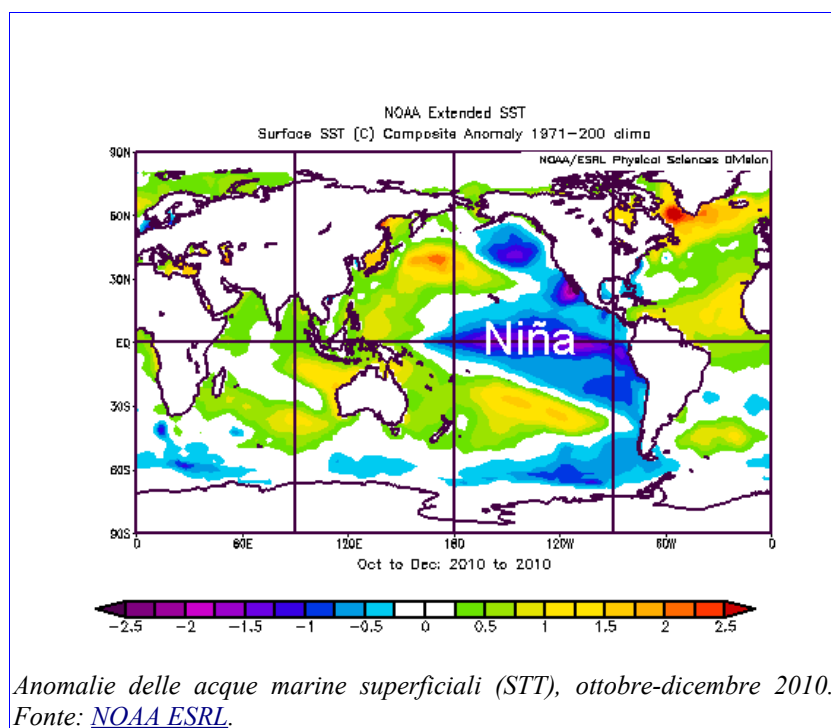 NOAA Extended SST
Surface SST (C) Composite Anomaly 1971-200 clima
NOAA/ESRL Physical Sciences Division
90N
60N
30N
EQ
30S
60S
90S
Niña
0 60E 120E 180 120W 60W 0
Oct to Dec: 2010 to 2010
-2.5 -2 -1.5 -1 -0.5 0 0.5 1 1.5 2 2.5
Anomalie delle acque marine superficiali (STT), ottobre-dicembre 2010.
Fonte: NOAA ESRL.